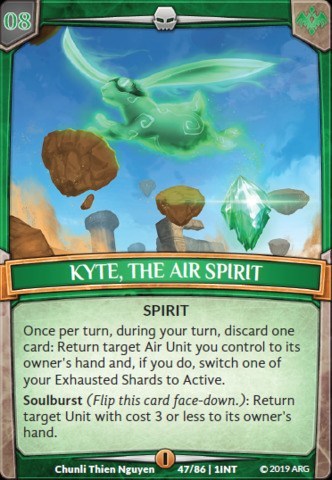 08
KYTE, THE AIR SPIRIT
SPIRIT
Once per turn, during your turn, discard one
card: Return target Air Unit you control to its
owner's hand and, if you do, switch one of
your Exhausted Shards to Active.
Soulburst (Flip this card face-down.): Return
target Unit with cost 3 or less to its owner's
hand.
Chunli Thien Nguyen I 47/86 | 1INT © 2019 ARG